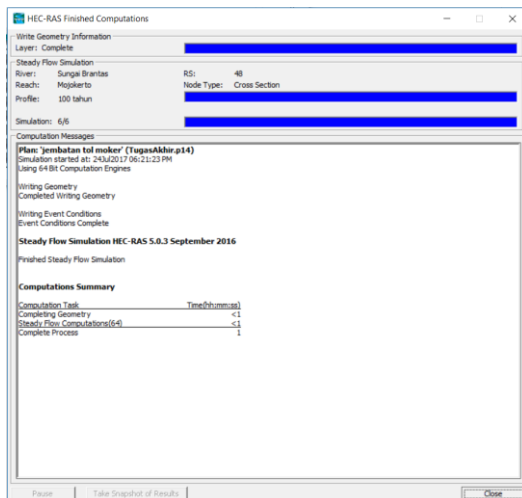 HEC-RAS Finished Computations
Write Geometry Information
Layer: Complete
Steady Flow Simulation
River: Sungai Brantas RS: 48
Reach: Mojokerto Node Type: Cross Section
Profile: 100 tahun
Simulation: 6/6
Computation Messages
Plan: 'jembatan tol moker' (TugasAkhir.p14)
Simulation started at: 24Jul2017 06:21:23 PM
Using 64 Bit Computation Engines
Writing Geometry
Completed Writing Geometry
Writing Event Conditions
Event Conditions Complete
Steady Flow Simulation HEC-RAS 5.0.3 September 2016
Finished Steady Flow Simulation
Computations Summary
Computation Task Time(hh:mm:ss)
Completing Geometry <1
Steady Flow Computations(64) <1
Complete Process 1
Pause Take Snapshot of Results Close